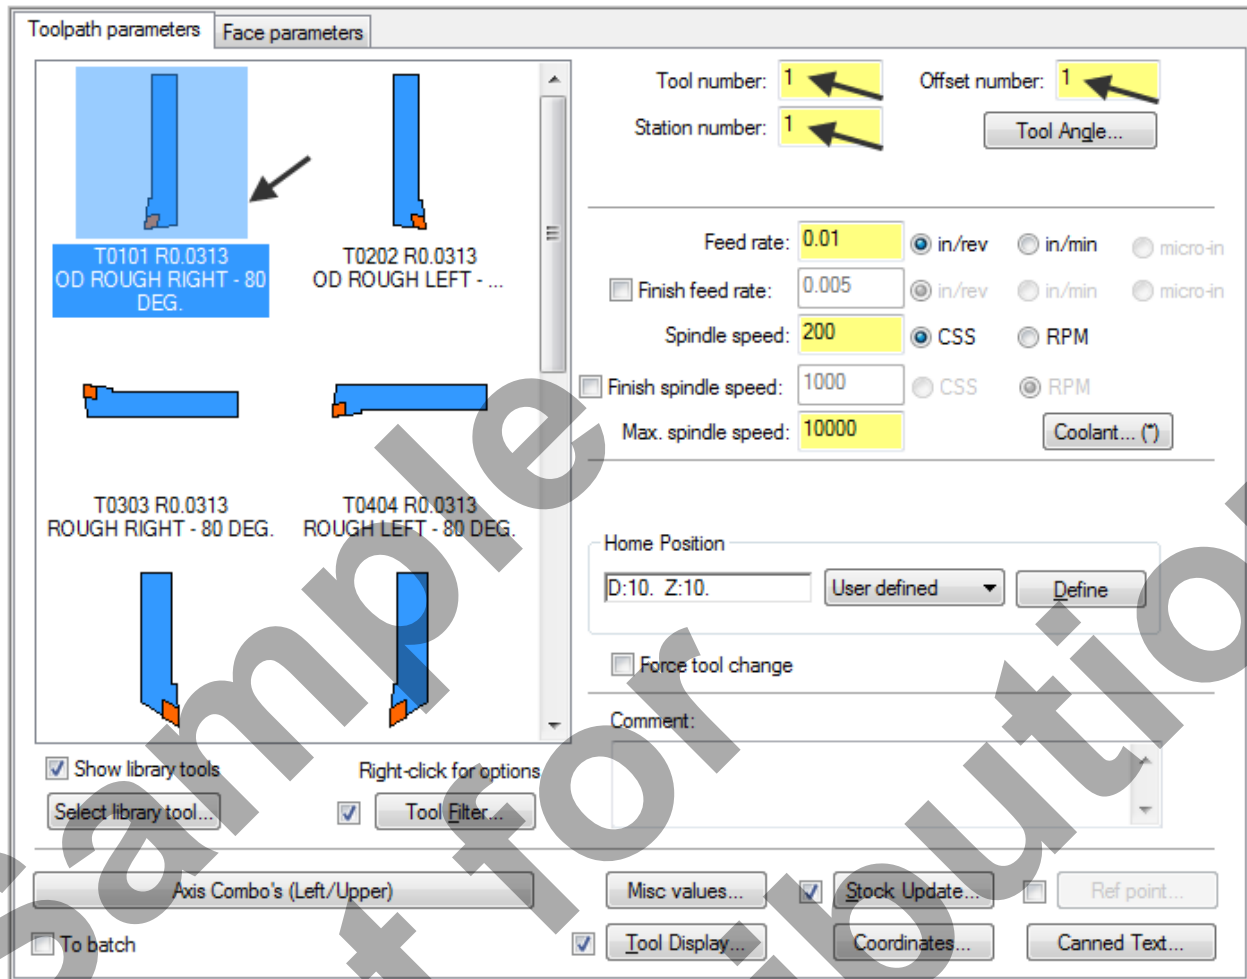 Toolpath parameters Face parameters
Tool number: 1 Offset number: 1
Station number: 1 Tool Angle...
T0101 R0.0313
OD ROUGH RIGHT - 80
DEG.
T0202 R0.0313
OD ROUGH LEFT - ...
T0303 R0.0313
ROUGH RIGHT - 80 DEG.
T0404 R0.0313
ROUGH LEFT - 80 DEG.
Show library tools Right-click for options
Select library tool... Tool Filter...
Feed rate: 0.01 in/rev in/min micro-in
Finish feed rate: 0.005 in/rev in/min micro-in
Spindle speed: 200 CSS RPM
Finish spindle speed: 1000 CSS RPM
Max. spindle speed: 10000 Coolant... (*)
Home Position
D:10. Z:10. User defined Define
Force tool change
Comment:
Axis Combo's (Left/Upper) Misc values... Stock Update... Ref point...
To batch Tool Display... Coordinates... Canned Text...
Sample
for